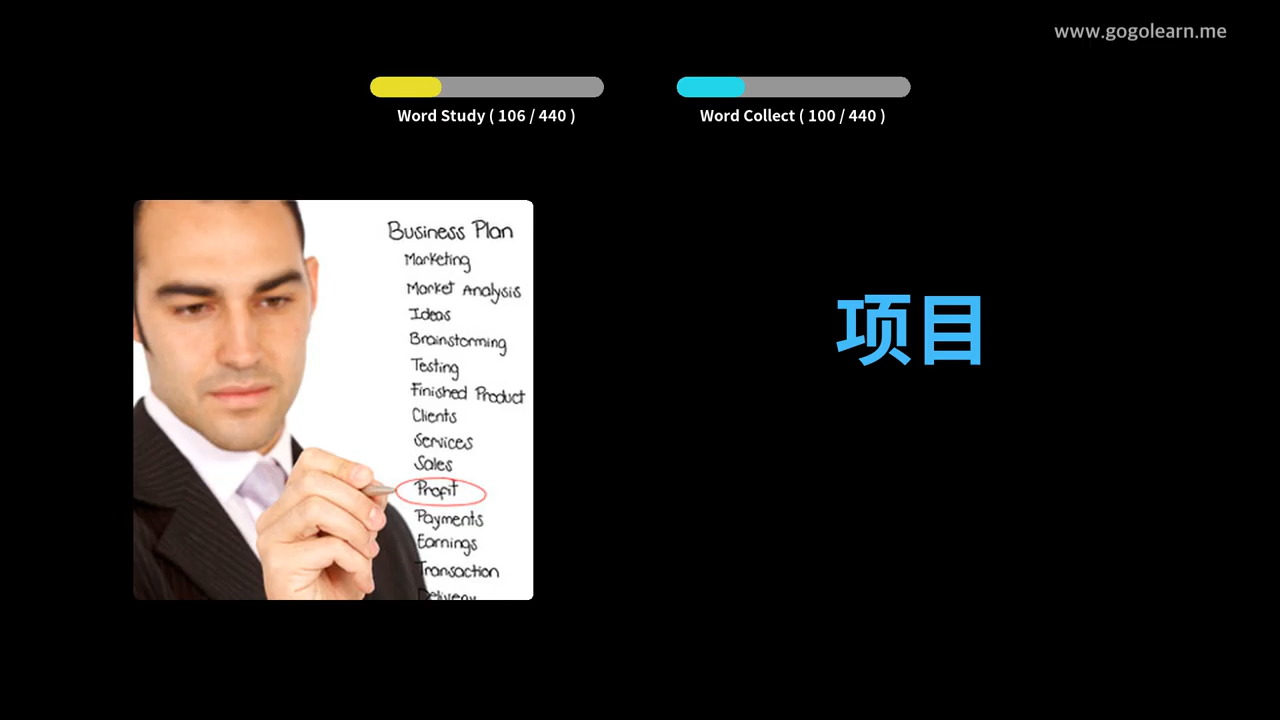 www.gogolearn.me
Word Study ( 106 / 440 )
Word Collect ( 100 / 440 )
Business Plan
Marketing
Market Analysis
Ideas
Brainstorming
Testing
Finished Product
Clients
Services
Sales
Profit
Payments
Earnings
Transaction
Delivery
项目